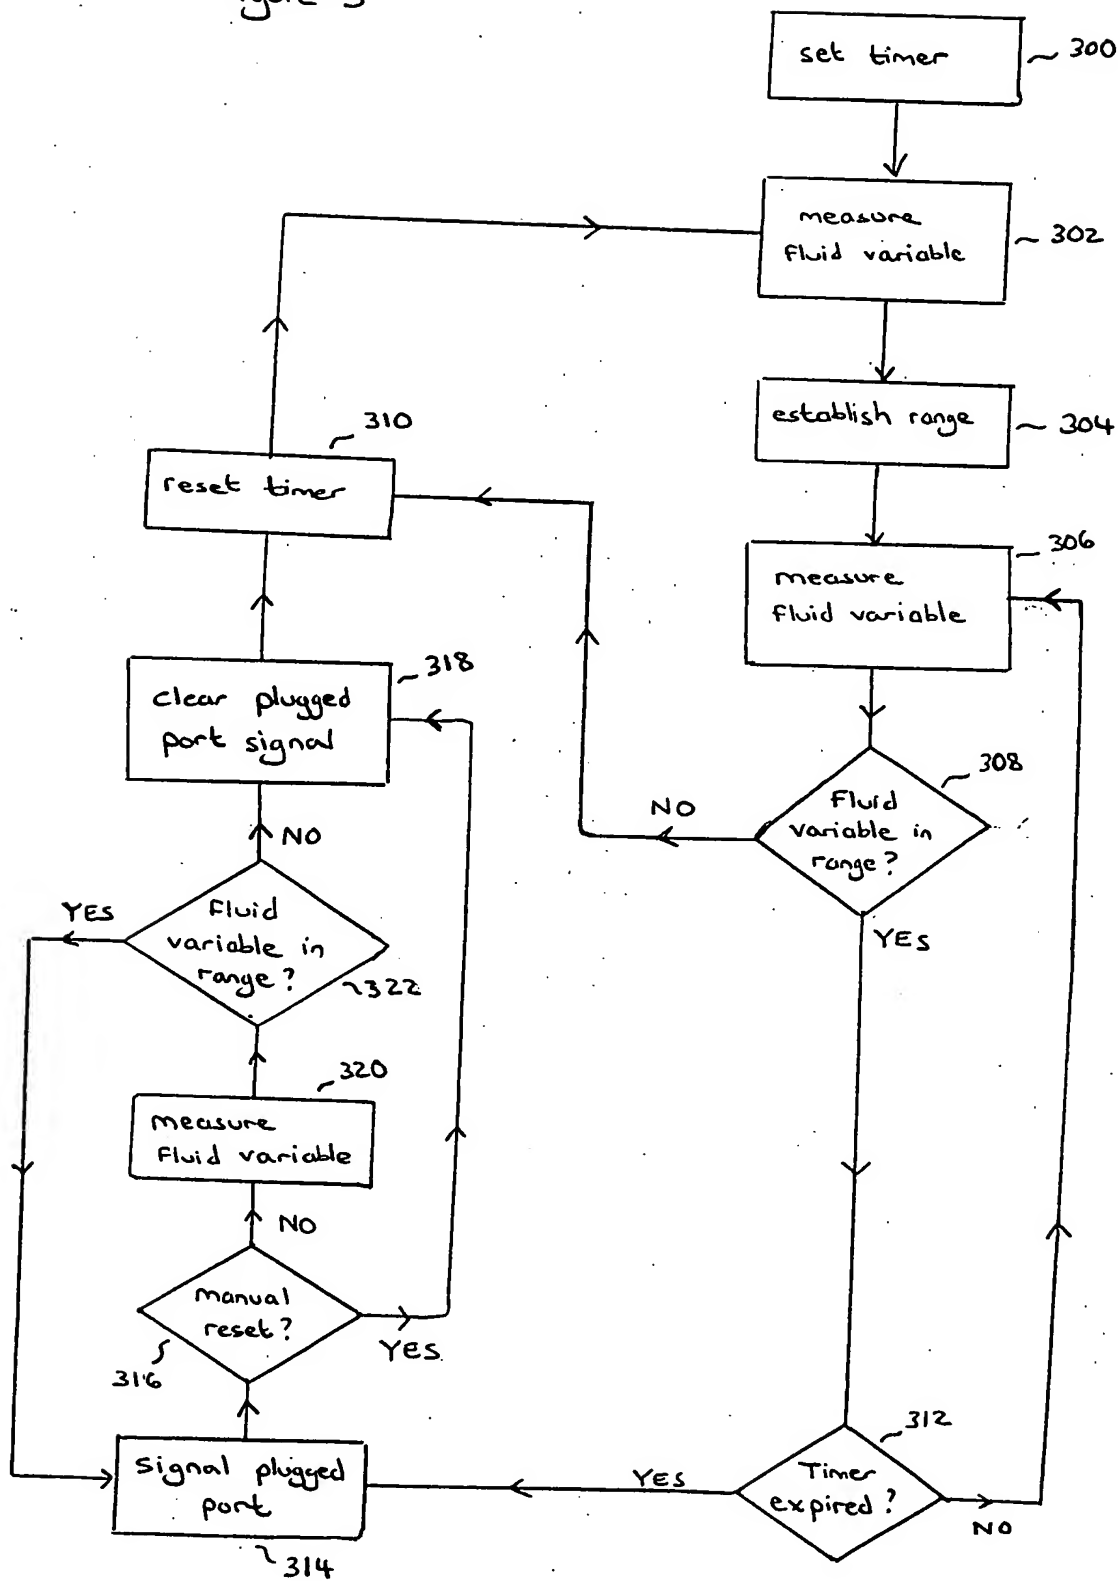 Figure 3
set timer
300
measure
fluid variable
302
establish range
304
310
reset timer
306
measure
fluid variable
318
clear plugged
port signal
308
Fluid
variable in
range?
NO
YES
NO
YES
Fluid
variable in
range?
322
320
measure
fluid variable
NO
manual
reset?
YES
316
312
Timer
expired?
YES
NO
Signal plugged
port
314